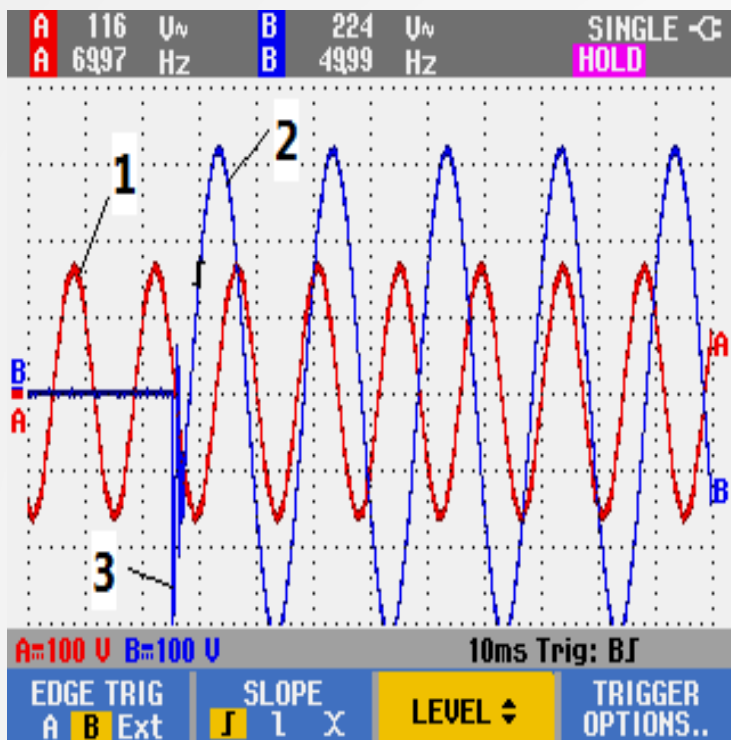 A 116 V∿ B 224 V∿ SINGLE
A 69,97 Hz B 49,99 Hz HOLD
2
1
A
B
A
B
3
A=100 V B=100 V 10ms Trig: B
EDGE TRIG SLOPE LEVEL TRIGGER
A B Ext OPTIONS..